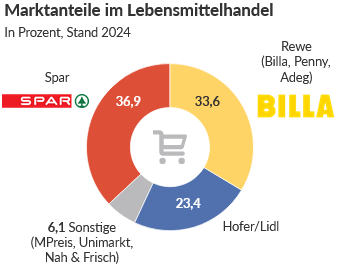 Marktanteile im Lebensmittelhandel
In Prozent, Stand 2024
Rewe
(Billa, Penny,
Adeg)
BILLA
Spar
SPAR
36,9
33,6
23,4
Hofer/Lidl
6,1 Sonstige
(MPreis, Unimarkt,
Nah & Frisch)